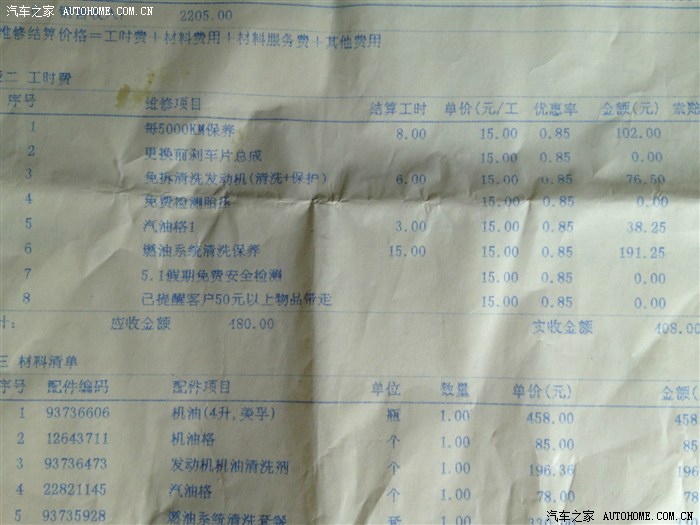 汽车之家 AUTOHOME.COM.CN
2205.00
维修结算价格=工时费+材料费用+材料服务费+其他费用
二 工时费
序号 维修项目 结算工时 单价(元/工 优惠率 金额(元) 索赔
1 每5000KM保养 8.00 15.00 0.85 102.00
2 更换前刹车片总成 15.00 0.85 0.00
3 免拆清洗发动机(清洗+保护) 6.00 15.00 0.85 76.50
4 免费检测 15.00 0.85 0.00
5 汽油格1 3.00 15.00 0.85 38.25
6 燃油系统清洗保养 15.00 15.00 0.85 191.25
7 5.1假期免费安全检测 15.00 0.85 0.00
8 己提醒客户50元以上物品带走 15.00 0.85 0.00
计: 应收金额 480.00 实收金额 408.00
三 材料清单
序号 配件编码 配件项目 单位 数量 单价(元) 金额(
1 93736606 机油(4升,美孚) 瓶 1.00 458.00 458
2 12643711 机油格 个 1.00 85.00 85
3 93736473 发动机机油清洗剂 个 1.00 196.36 196
4 22821145 汽油格 个 1.00 78.00 78
5 93735928 燃油系统清洗套餐 套 1.00
汽车之家 AUTOHOME.COM.CN